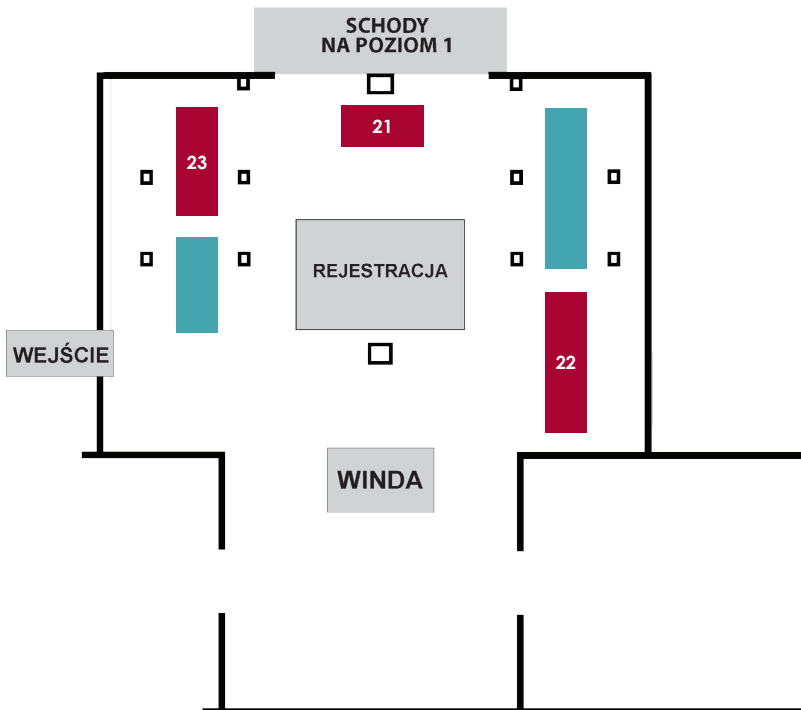 SCHODY
NA POZIOM 1
21
23
REJESTRACJA
WEJŚCIE
22
WINDA